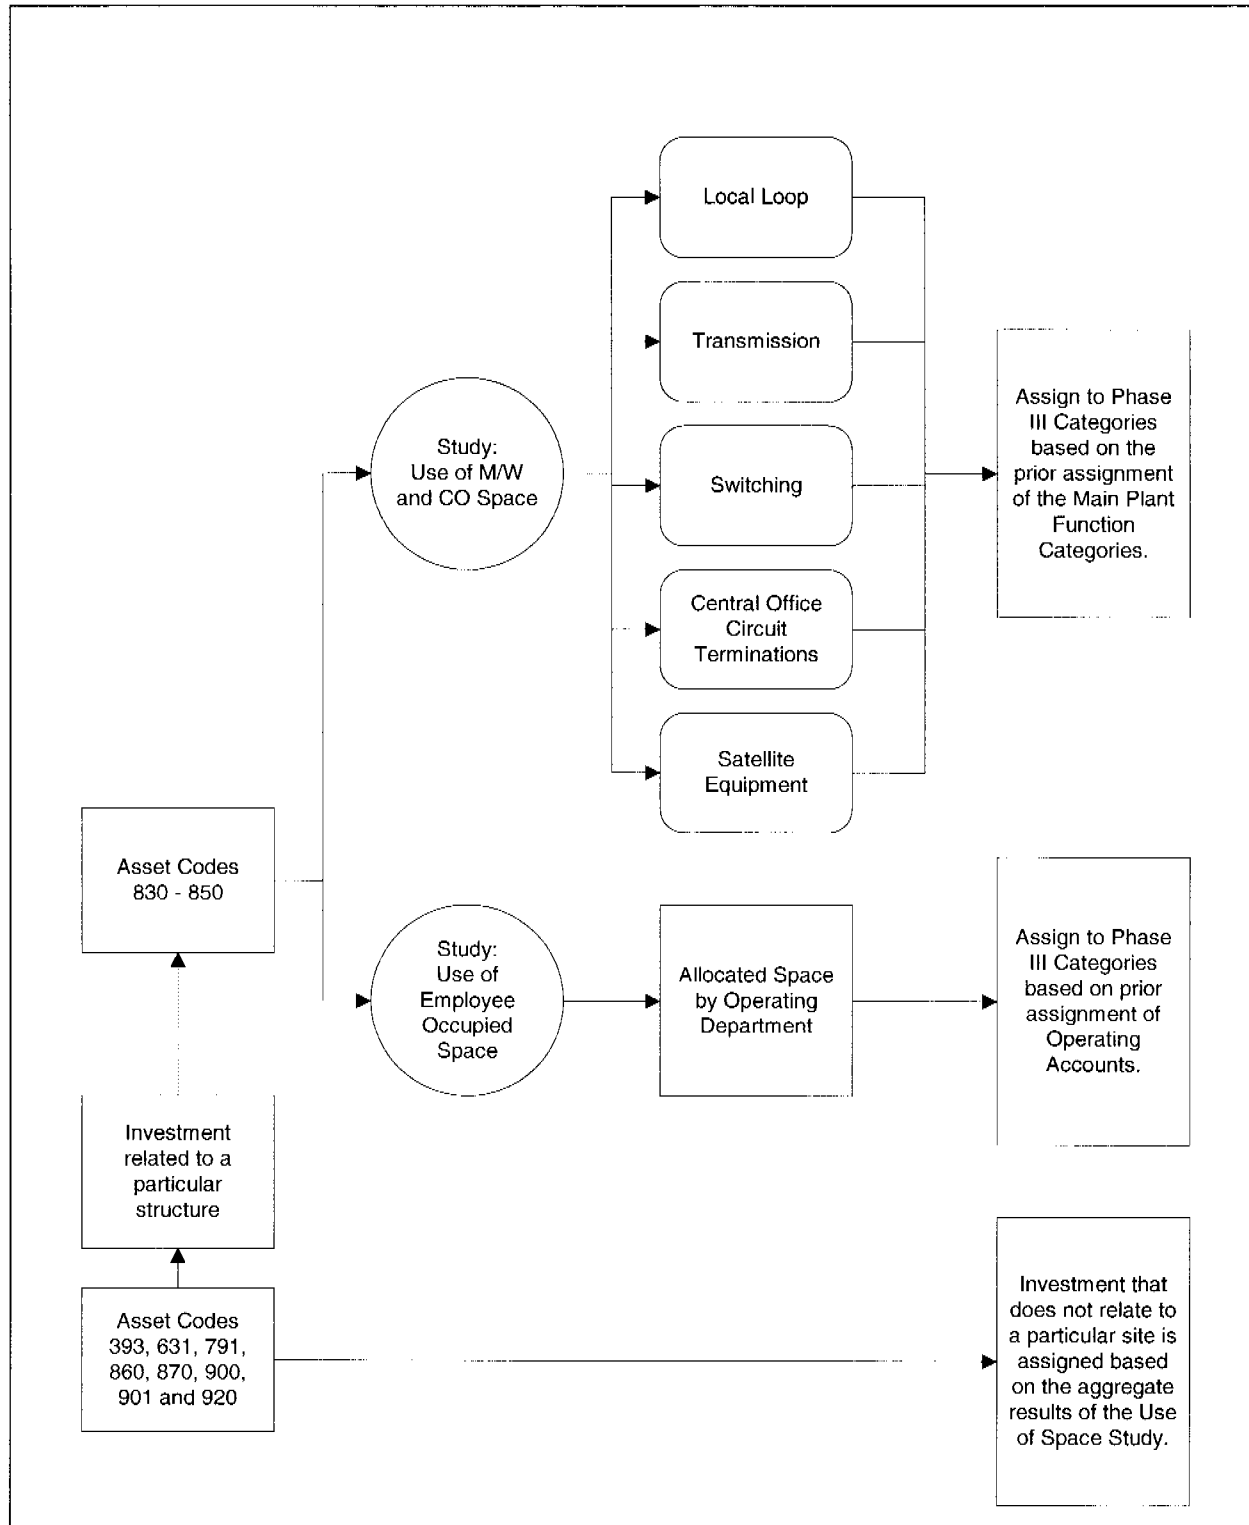 Local Loop
Transmission
Switching
Central Office
Circuit
Terminations
Satellite
Equipment
Study:
Use of M/W
and CO Space
Assign to Phase
III Categories
based on the
prior assignment
of the Main Plant
Function
Categories.
Asset Codes
830 - 850
Study:
Use of
Employee
Occupied
Space
Allocated Space
by Operating
Department
Assign to Phase
III Categories
based on prior
assignment of
Operating
Accounts.
Investment
related to a
particular
structure
Asset Codes
393, 631, 791,
860, 870, 900,
901 and 920
Investment that
does not relate to
a particular site is
assigned based
on the aggregate
results of the Use
of Space Study.